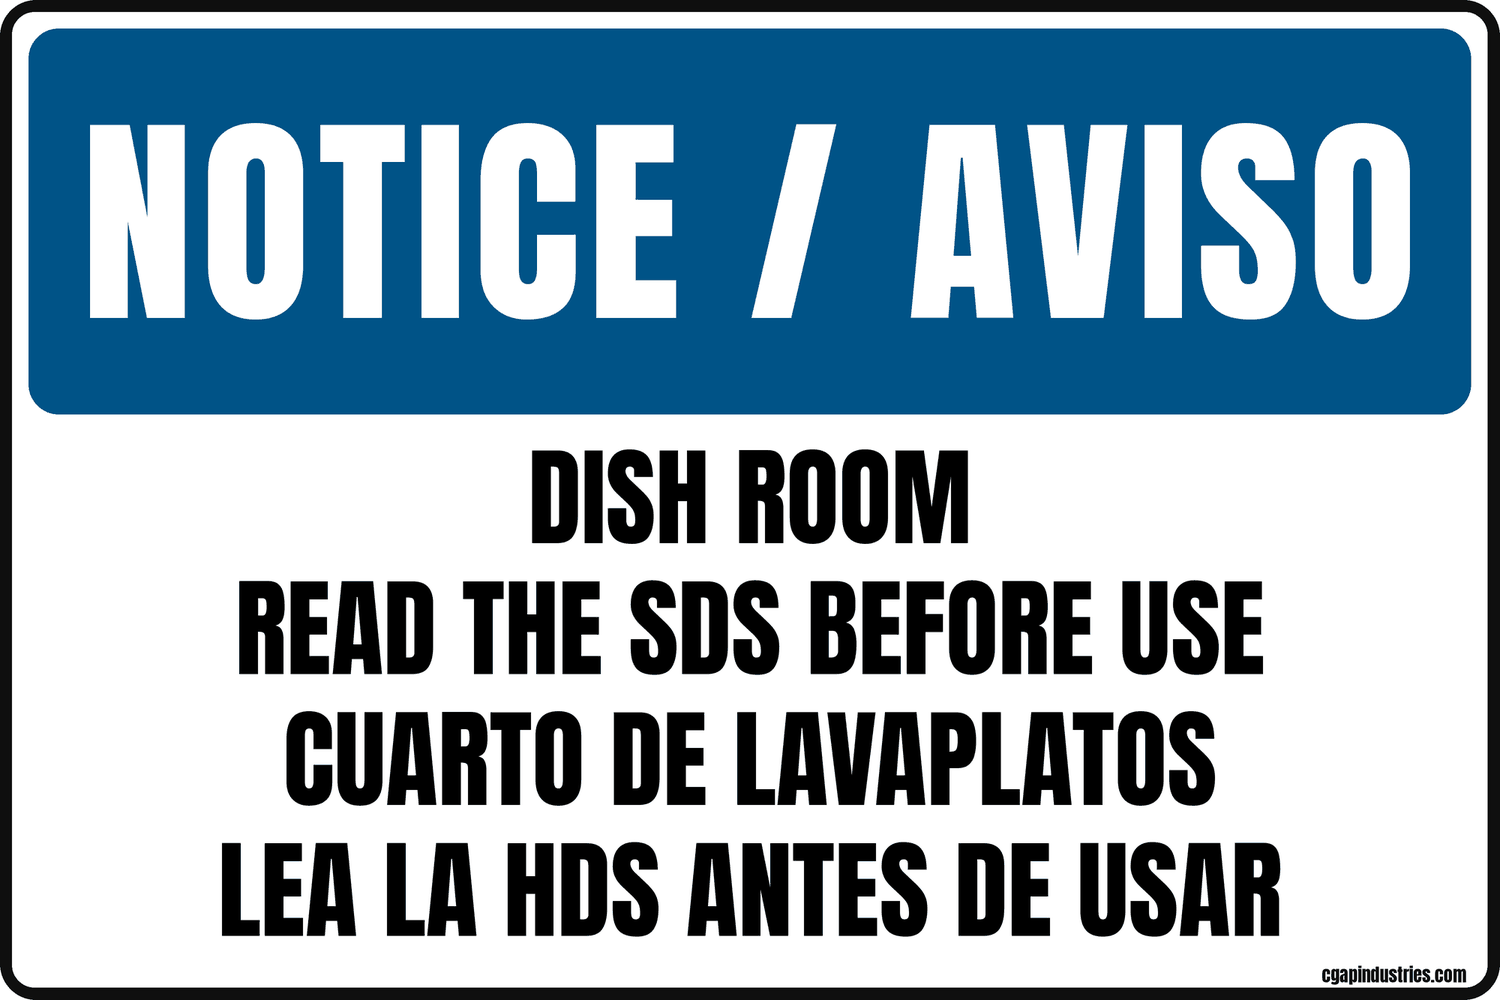 NOTICE / AVISO
DISH ROOM
READ THE SDS BEFORE USE
CUARTO DE LAVAPLATOS
LEA LA HDS ANTES DE USAR
cgapindustries.com